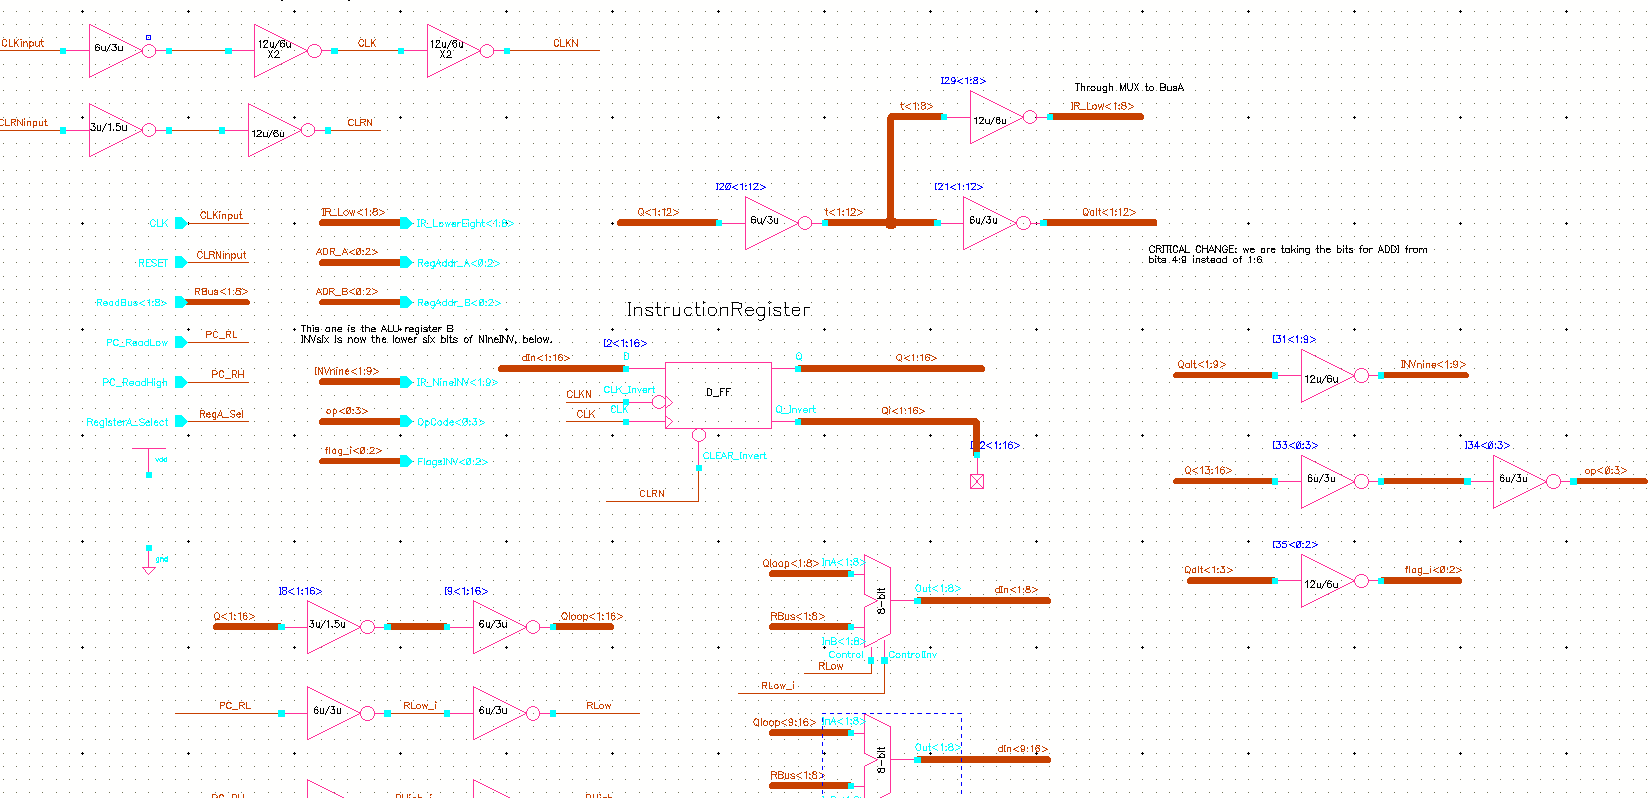 CLKinput
6u/3u
12u/6u
X2
CLK
12u/6u
X2
CLKN
CLRNinput
3u/1.5u
12u/6u
CLRN
I29<1:8>
Through MUX to BusA
t<1:8>
12u/6u
IR_Low<1:8>
I20<1:12>
I21<1:12>
Q<1:12>
6u/3u
t<1:12>
6u/3u
Qalt<1:12>
CRITICAL CHANGE: we are taking the bits for ADDI from
bits 4:9 instead of 1:6
CLK
CLKinput
IR_Low<1:8>
IR_LowerEight<1:8>
RESET
CLRNinput
ADR_A<0:2>
RegAddr_A<0:2>
ReadBus<1:8>
RBus<1:8>
ADR_B<0:2>
RegAddr_B<0:2>
PC_ReadLow
PC_RL
This one is the ALU register B
INVsix is now the lower six bits of NineINV, below.
PC_ReadHigh
PC_RH
INVnine<1:9>
IR_NineINV<1:9>
RegisterA_Select
RegA_Sel
op<0:3>
OpCode<0:3>
flag_i<0:2>
FlagsINV<0:2>
vdd
gnd
InstructionRegister
I2<1:16>
dIn<1:16>
D
Q
Q<1:16>
D_FF
CLK_Invert
CLKN
CLK
CLK
Q_Invert
Qi<1:16>
CLEAR_Invert
CLRN
2<1:16>
I31<1:9>
Qalt<1:9>
12u/6u
INVnine<1:9>
I33<0:3>
I34<0:3>
Q<13:16>
6u/3u
6u/3u
op<0:3>
I35<0:2>
Qalt<1:3>
12u/6u
flag_i<0:2>
I8<1:16>
I9<1:16>
Q<1:16>
3u/1.5u
6u/3u
Qloop<1:16>
PC_RL
6u/3u
RLow_i
6u/3u
RLow
Qloop<1:8>
InA<1:8>
8-bit
Out<1:8>
dIn<1:8>
RBus<1:8>
InB<1:8>
Control
ControlInv
RLow
RLow_i
Qloop<9:16>
InA<1:8>
8-bit
Out<1:8>
dIn<9:16>
RBus<1:8>